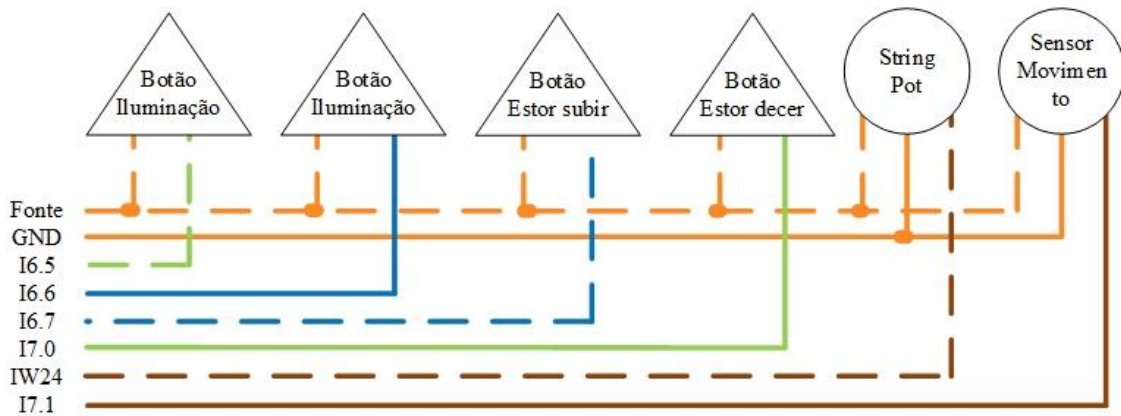 Botão
Iluminação
Botão
Iluminação
Botão
Estor subir
Botão
Estor decer
String
Pot
Sensor
Movimen
to
Fonte
GND
I6.5
I6.6
I6.7
I7.0
IW24
I7.1